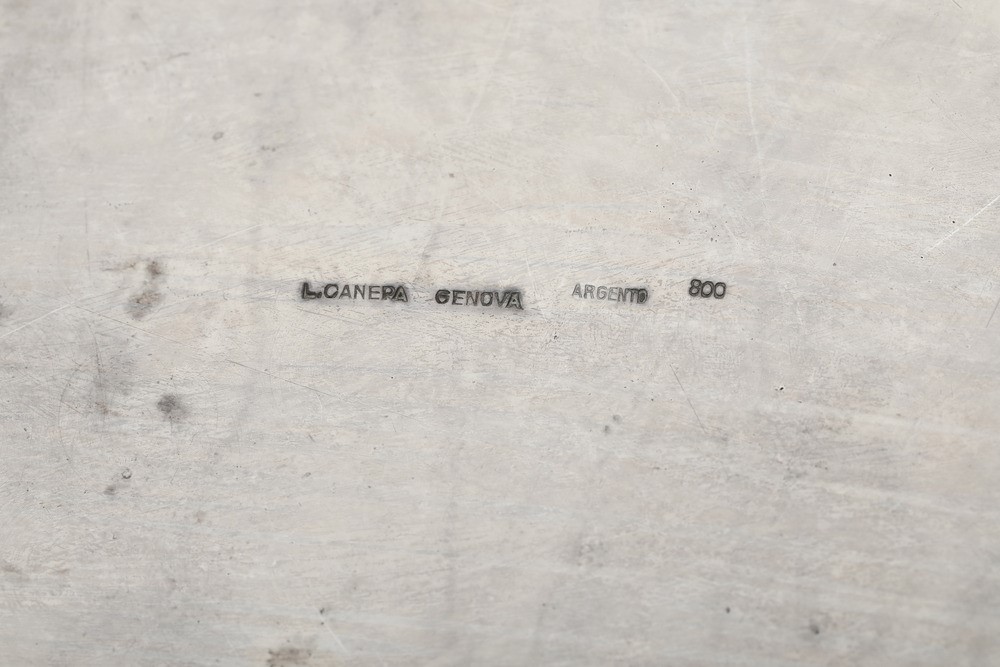 L.CANEPA GENOVA ARGENTO 800